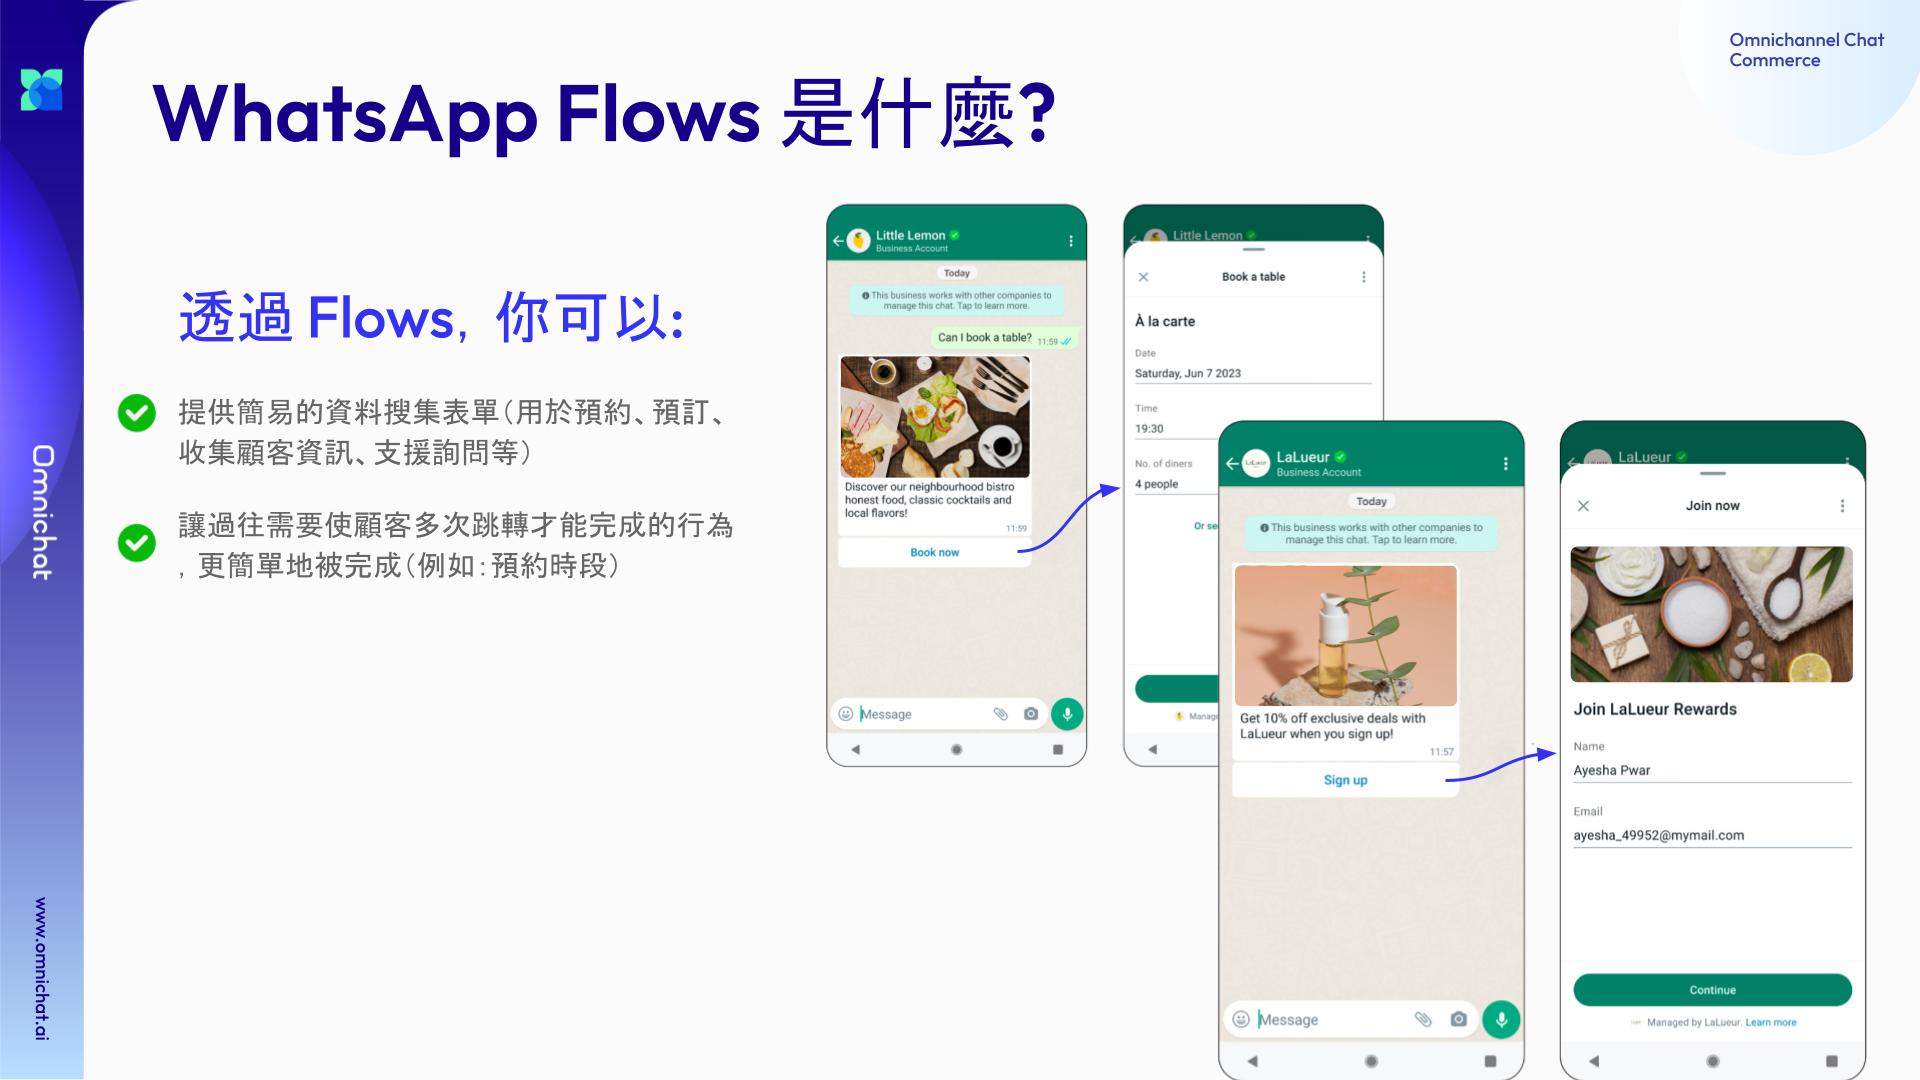 Omnichannel Chat
Commerce
WhatsApp Flows 是什麼?
透過 Flows，你可以:
提供簡易的資料搜集表單（用於預約、預訂、
收集顧客資訊、支援詢問等）
讓過往需要使顧客多次跳轉才能完成的行為
，更簡單地被完成（例如：預約時段）
Omnichat
www.omnichat.ai
Little Lemon
Business Account
Today
This business works with other companies to
manage this chat. Tap to learn more.
Can I book a table? 11:59
Discover our neighbourhood bistro
honest food, classic cocktails and
local flavors!
11:59
Book now
Message
Little Lemon
Book a table
À la carte
Date
Saturday, Jun 7 2023
Time
19:30
No. of diners
4 people
Or se
Manage
LaLueur
Business Account
Today
This business works with other companies to
manage this chat. Tap to learn more.
Get 10% off exclusive deals with
LaLueur when you sign up!
11:57
Sign up
Message
LaLueur
Join now
Join LaLueur Rewards
Name
Ayesha Pwar
Email
ayesha_49952@mymail.com
Continue
Managed by LaLueur. Learn more